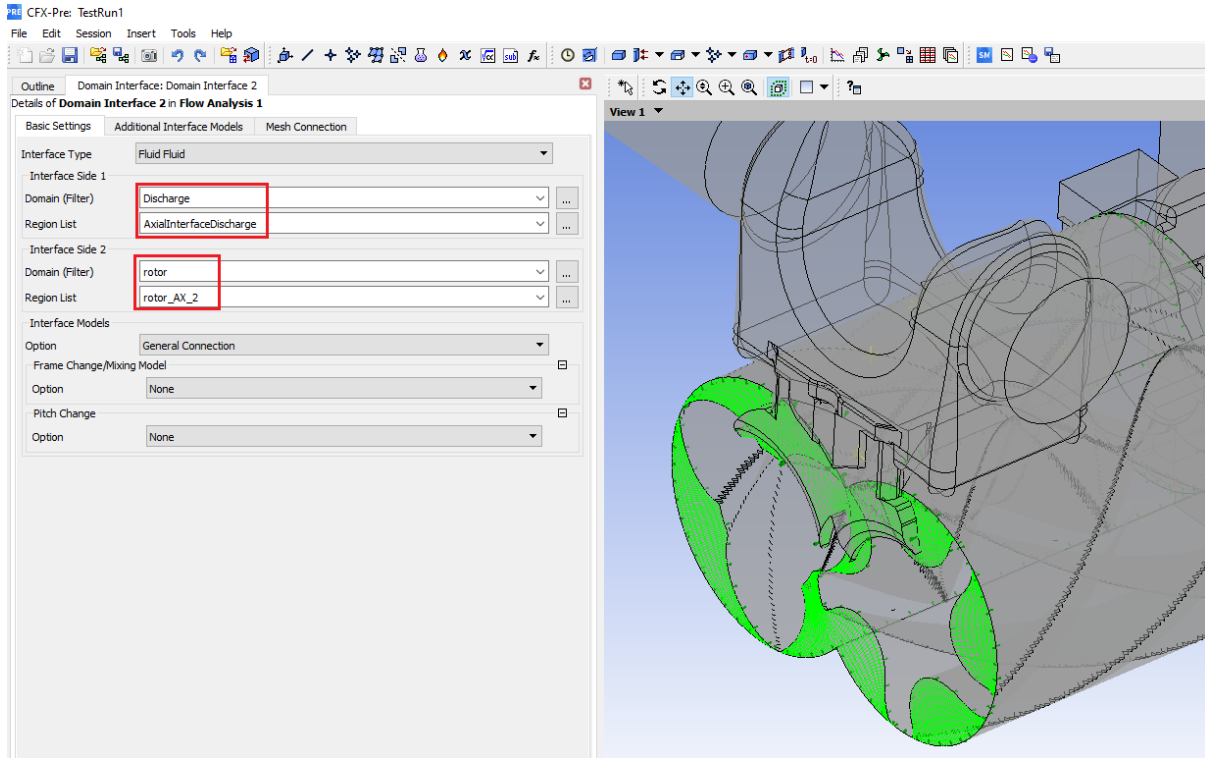 PRE CFX-Pre: TestRun1
File Edit Session Insert Tools Help
Outline Domain Interface: Domain Interface 2
Details of Domain Interface 2 in Flow Analysis 1
Basic Settings Additional Interface Models Mesh Connection
Interface Type Fluid Fluid
Interface Side 1
Domain (Filter) Discharge ...
Region List AxialInterfaceDischarge ...
Interface Side 2
Domain (Filter) rotor ...
Region List rotor_AX_2 ...
Interface Models
Option General Connection
Frame Change/Mixing Model
Option None
Pitch Change
Option None
View 1